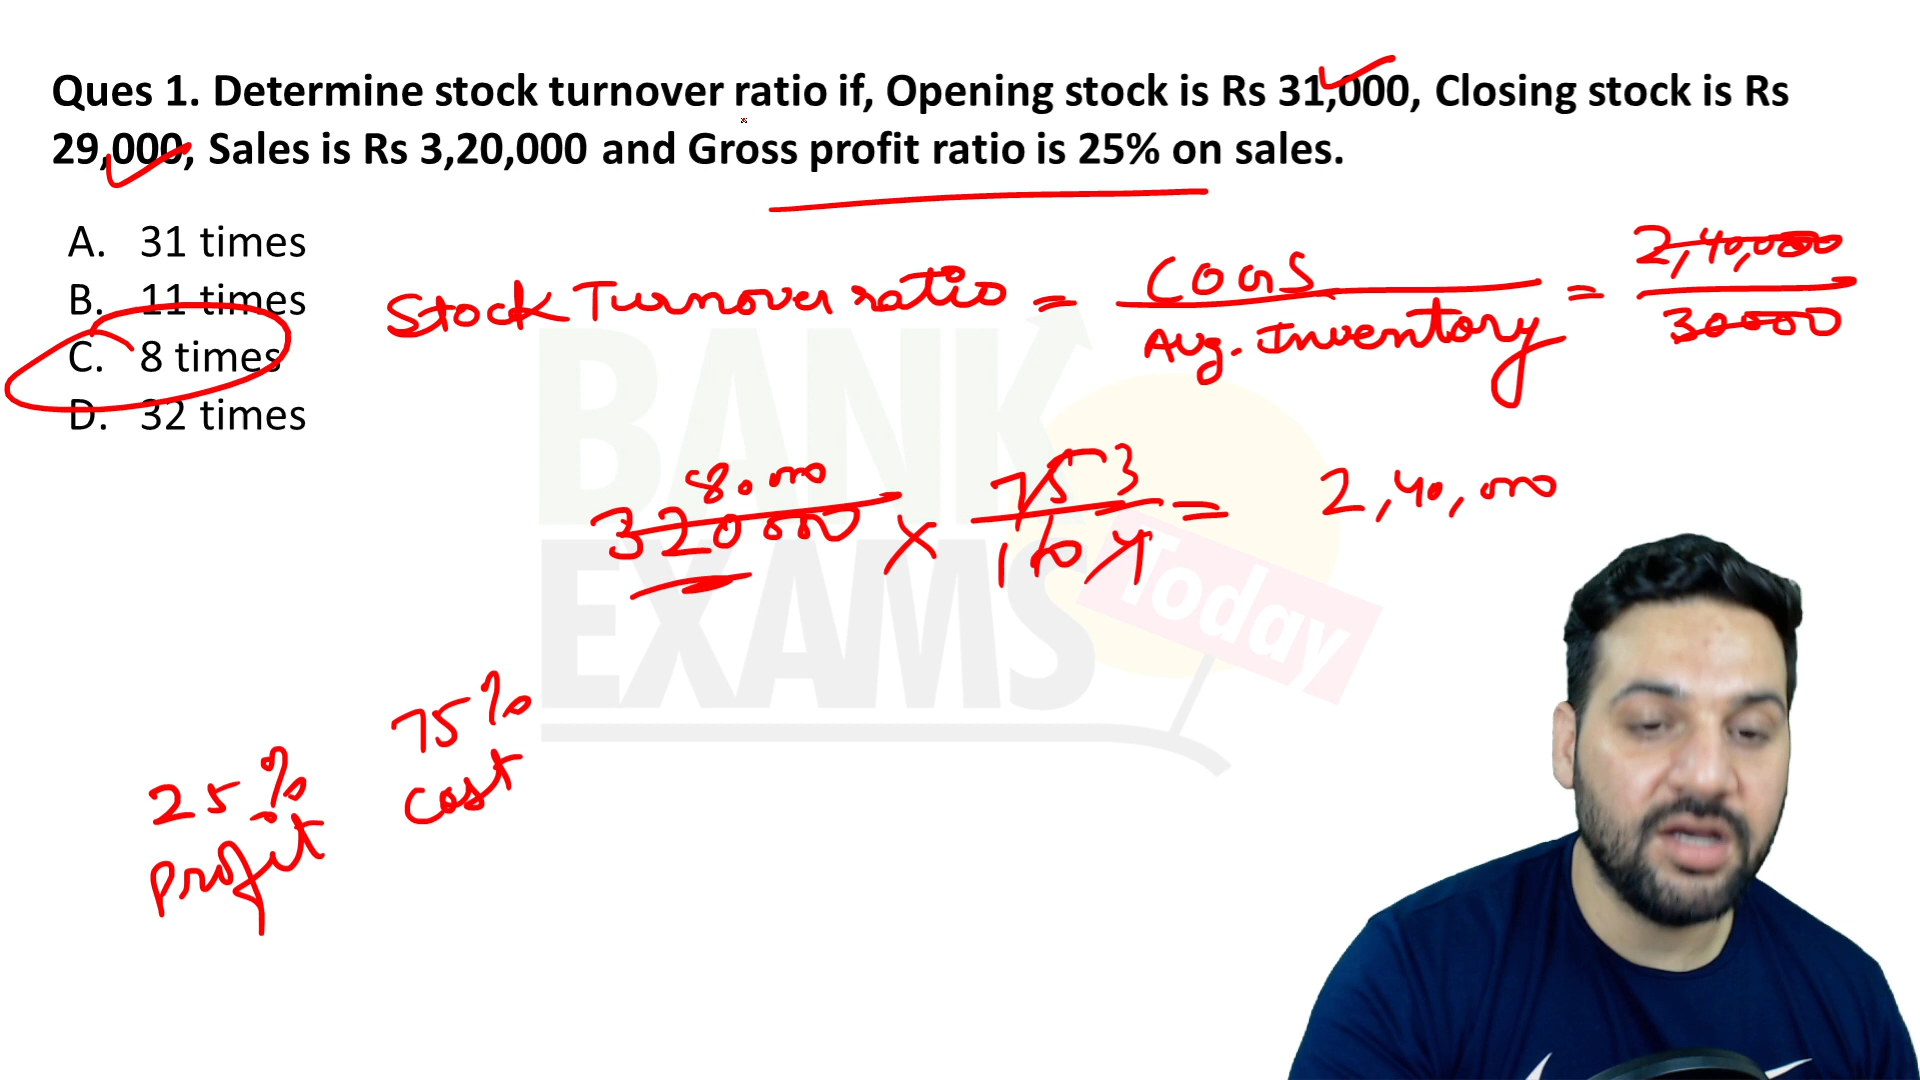 Ques 1. Determine stock turnover ratio if, Opening stock is Rs 31,000, Closing stock is Rs
29,000, Sales is Rs 3,20,000 and Gross profit ratio is 25% on sales.
A. 31 times
B. 11 times
C. 8 times
D. 32 times
Stock Turnover ratio = COGS / Avg. Inventory = 2,40,000 / 30000
80,000
320000 × 75 3 / 100 4 = 2,40,000
BANK
EXAMS
Today
25% Profit
75% Cost